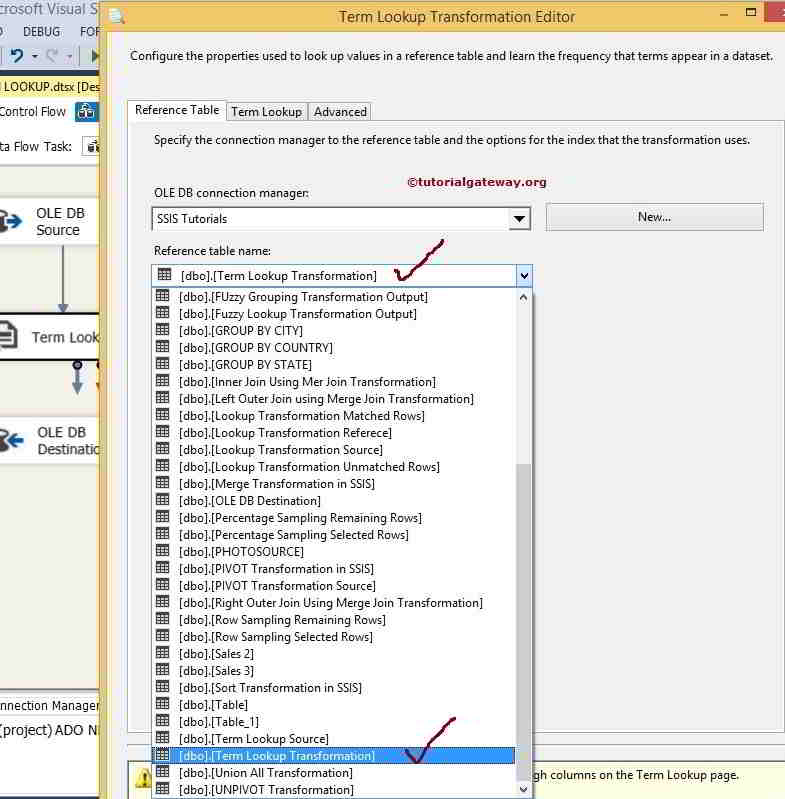 crosoft Visual S
Term Lookup Transformation Editor
DEBUG
FOR
Configure the properties used to look up values in a reference table and learn the frequency that terms appear in a dataset.
LOOKUP.dtsx [Des
Control Flow
Reference Table
Term Lookup
Advanced
ta Flow Task:
Specify the connection manager to the reference table and the options for the index that the transformation uses.
©tutorialgateway.org
OLE DB connection manager:
SSIS Tutorials
New...
OLE DB
Source
Reference table name:
[dbo].[Term Lookup Transformation]
[dbo].[FUzzy Grouping Transformation Output]
[dbo].[Fuzzy Lookup Transformation Output]
[dbo].[GROUP BY CITY]
Term Look
[dbo].[GROUP BY COUNTRY]
[dbo].[GROUP BY STATE]
[dbo].[Inner Join Using Mer Join Transformation]
[dbo].[Left Outer Join using Merge Join Transformation]
[dbo].[Lookup Transformation Matched Rows]
[dbo].[Lookup Transformation Referece]
OLE DB
Destinatio
[dbo].[Lookup Transformation Source]
[dbo].[Lookup Transformation Unmatched Rows]
[dbo].[Merge Transformation in SSIS]
[dbo].[OLE DB Destination]
[dbo].[Percentage Sampling Remaining Rows]
[dbo].[Percentage Sampling Selected Rows]
[dbo].[PHOTOSOURCE]
[dbo].[PIVOT Transformation in SSIS]
[dbo].[PIVOT Transformation Source]
[dbo].[Right Outer Join Using Merge Join Transformation]
[dbo].[Row Sampling Remaining Rows]
[dbo].[Row Sampling Selected Rows]
[dbo].[Sales 2]
[dbo].[Sales 3]
[dbo].[Sort Transformation in SSIS]
nnection Manager
[dbo].[Table]
[dbo].[Table_1]
(project) ADO N
[dbo].[Term Lookup Source]
[dbo].[Term Lookup Transformation]
[dbo].[Union All Transformation]
gh columns on the Term Lookup page.
[dbo].[UNPIVOT Transformation]